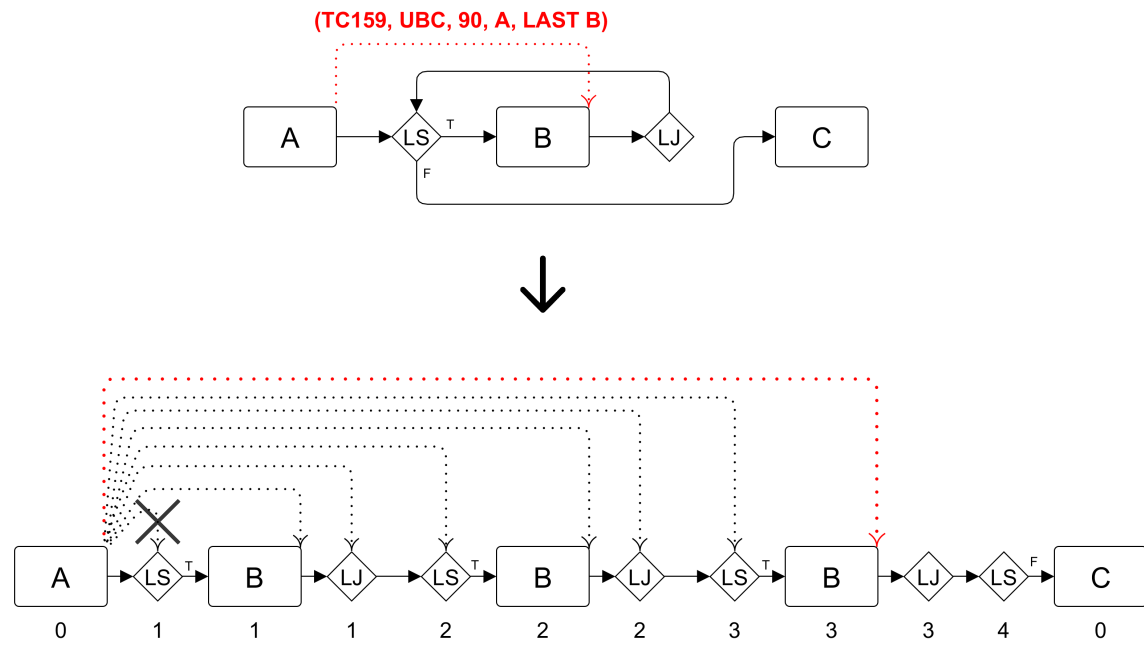 (TC159, UBC, 90, A, LAST B)
A LS T B LJ C
F
A LS T B LJ LS T B LJ LS T B LJ LS F C
0 1 1 1 2 2 2 3 3 3 4 0